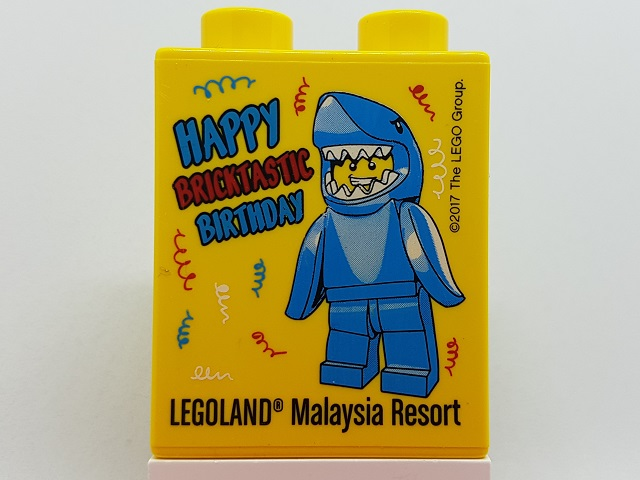 HAPPY
BRICKTASTIC
BIRTHDAY
©2017 The LEGO Group.
LEGOLAND® Malaysia Resort